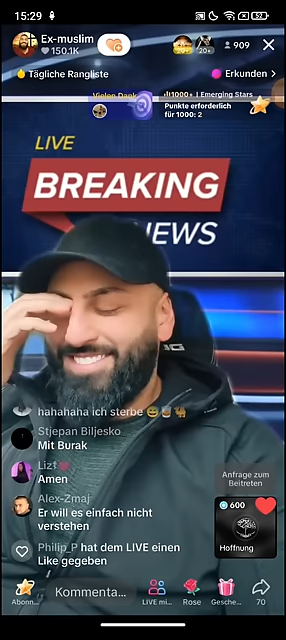 15:29
52
Ex-muslim
150.1K
20+
909
Tägliche Rangliste
Erkunden >
Vielen Dank
1000+ | Emerging Stars
Punkte erforderlich
für 1000: 2
LIVE
BREAKING
NEWS
NG
hahahaha ich sterbe
Stjepan Biljesko
Mit Burak
Lizt
Amen
Alex-Zmaj
Er will es einfach nicht
verstehen
Philip_P hat dem LIVE einen
Like gegeben
Anfrage zum
Beitreten
600
Hoffnung
Abonn...
Kommenta...
LIVE mi...
Rose
Gesche...
70